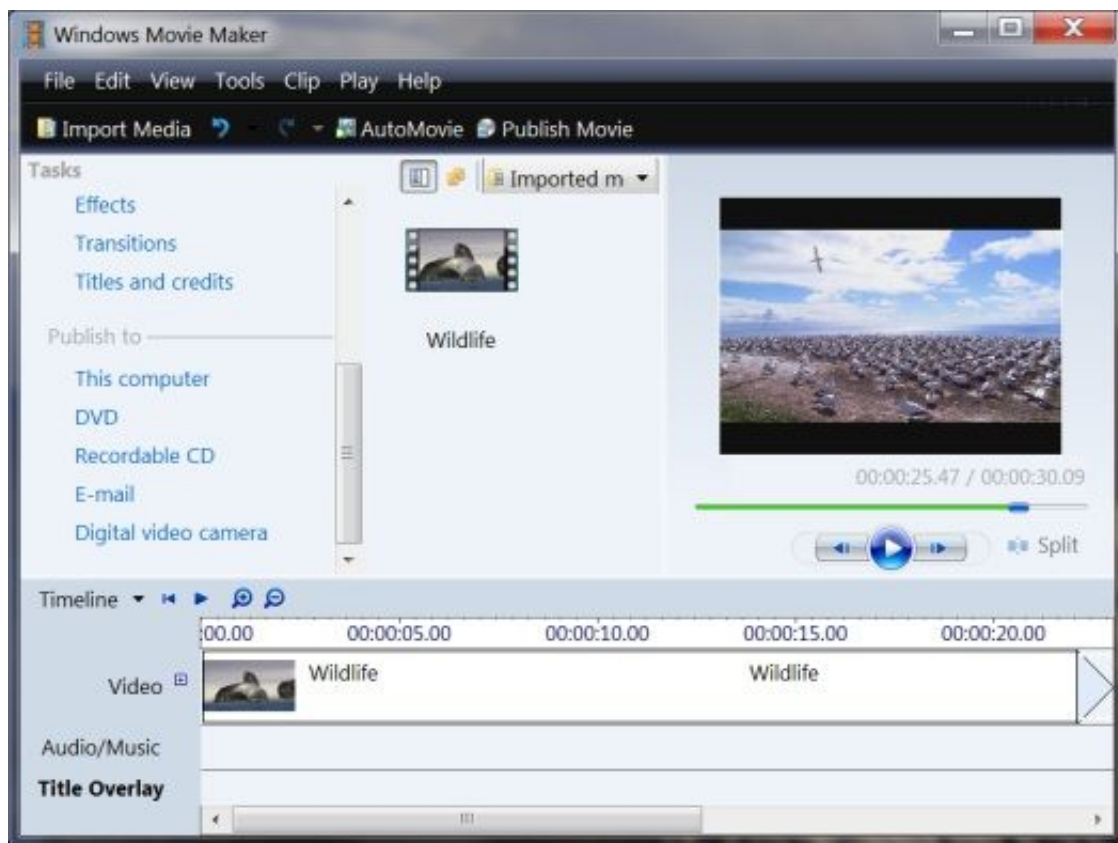 Windows Movie Maker
File Edit View Tools Clip Play Help
Import Media AutoMovie Publish Movie
Tasks
Effects
Transitions
Titles and credits
Publish to
This computer
DVD
Recordable CD
E-mail
Digital video camera
Imported m
Wildlife
00:00:25.47 / 00:00:30.09
Split
Timeline
:00.00 00:00:05.00 00:00:10.00 00:00:15.00 00:00:20.00
Video Wildlife Wildlife
Audio/Music
Title Overlay